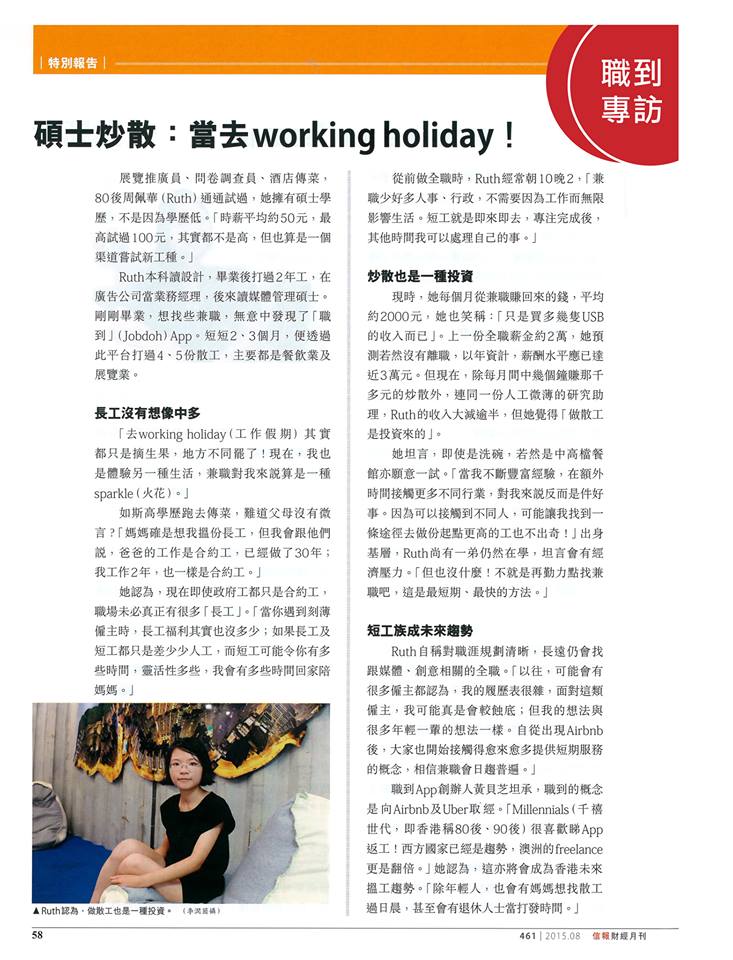 ｜特別報告｜
職到
專訪
碩士炒散：當去working holiday！
展覽推廣員、問卷調查員、酒店傳菜，
80後周佩華（Ruth）通通試過，她擁有碩士學
歷，不是因為學歷低。「時薪平均約50元，最
高試過100元，其實都不是高，但也算是一個
渠道嘗試新工種。」
Ruth本科讀設計，畢業後打過2年工，在
廣告公司當業務經理，後來讀媒體管理碩士。
剛剛畢業，想找些兼職，無意中發現了「職
到」（Jobdoh）App。短短2、3個月，便透過
此平台打過4、5份散工，主要都是餐飲業及
展覽業。
長工沒有想像中多
「去working holiday（工作假期）其實
都只是摘生果，地方不同罷了！現在，我也
是體驗另一種生活，兼職對我來說算是一種
sparkle（火花）。」
如斯高學歷跑去傳菜，難道父母沒有微
言？「媽媽確是想我搵份長工，但我會跟他們
說，爸爸的工作是合約工，已經做了30年；
我工作2年，也一樣是合約工。」
她認為，現在即使政府工都只是合約工，
職場未必真正有很多「長工」。「當你遇到刻薄
僱主時，長工福利其實也沒多少；如果長工及
短工都只是差少少人工，而短工可能令你有多
些時間，靈活性多些，我會有多些時間回家陪
媽媽。」
▲Ruth認為，做散工也是一種投資。（李潤茵攝）
從前做全職時，Ruth經常朝10晚2，「兼
職少好多人事、行政，不需要因為工作而無限
影響生活。短工就是即來即去，專注完成後，
其他時間我可以處理自己的事。」
炒散也是一種投資
現時，她每個月從兼職賺回來的錢，平均
約2000元，她也笑稱：「只是買多幾隻USB
的收入而已」。上一份全職薪金約2萬，她預
測若然沒有離職，以年資計，薪酬水平應已達
近3萬元。但現在，除每月間中幾個鐘賺那千
多元的炒散外，連同一份人工微薄的研究助
理，Ruth的收入大減逾半，但她覺得「做散工
是投資來的」。
她坦言，即使是洗碗，若然是中高檔餐
館亦願意一試。「當我不斷豐富經驗，在額外
時間接觸更多不同行業，對我來說反而是件好
事。因為可以接觸到不同人，可能讓我找到一
條途徑去做份起點更高的工也不出奇！」出身
基層，Ruth尚有一弟仍然在學，坦言會有經
濟壓力。「但也沒什麼！不就是再勤力點找兼
職吧，這是最短期、最快的方法。」
短工族成未來趨勢
Ruth自稱對職涯規劃清晰，長遠仍會找
跟媒體、創意相關的全職。「以往，可能會有
很多僱主都認為，我的履歷表很雜，面對這類
僱主，我可能真是會較蝕底；但我的想法與
很多年輕一輩的想法一樣。自從出現Airbnb
後，大家也開始接觸得愈來愈多提供短期服務
的概念，相信兼職會日趨普遍。」
職到App創辦人黃貝芝坦承，職到的概念
是向Airbnb及Uber取經。「Millennials（千禧
世代，即香港稱80後、90後）很喜歡睇App
返工！西方國家已經是趨勢，澳洲的freelance
更是翻倍。」她認為，這亦將會成為香港未來
搵工趨勢。「除年輕人，也會有媽媽想找散工
過日晨，甚至會有退休人士當打發時間。」
58
461｜2015.08 信報財經月刊